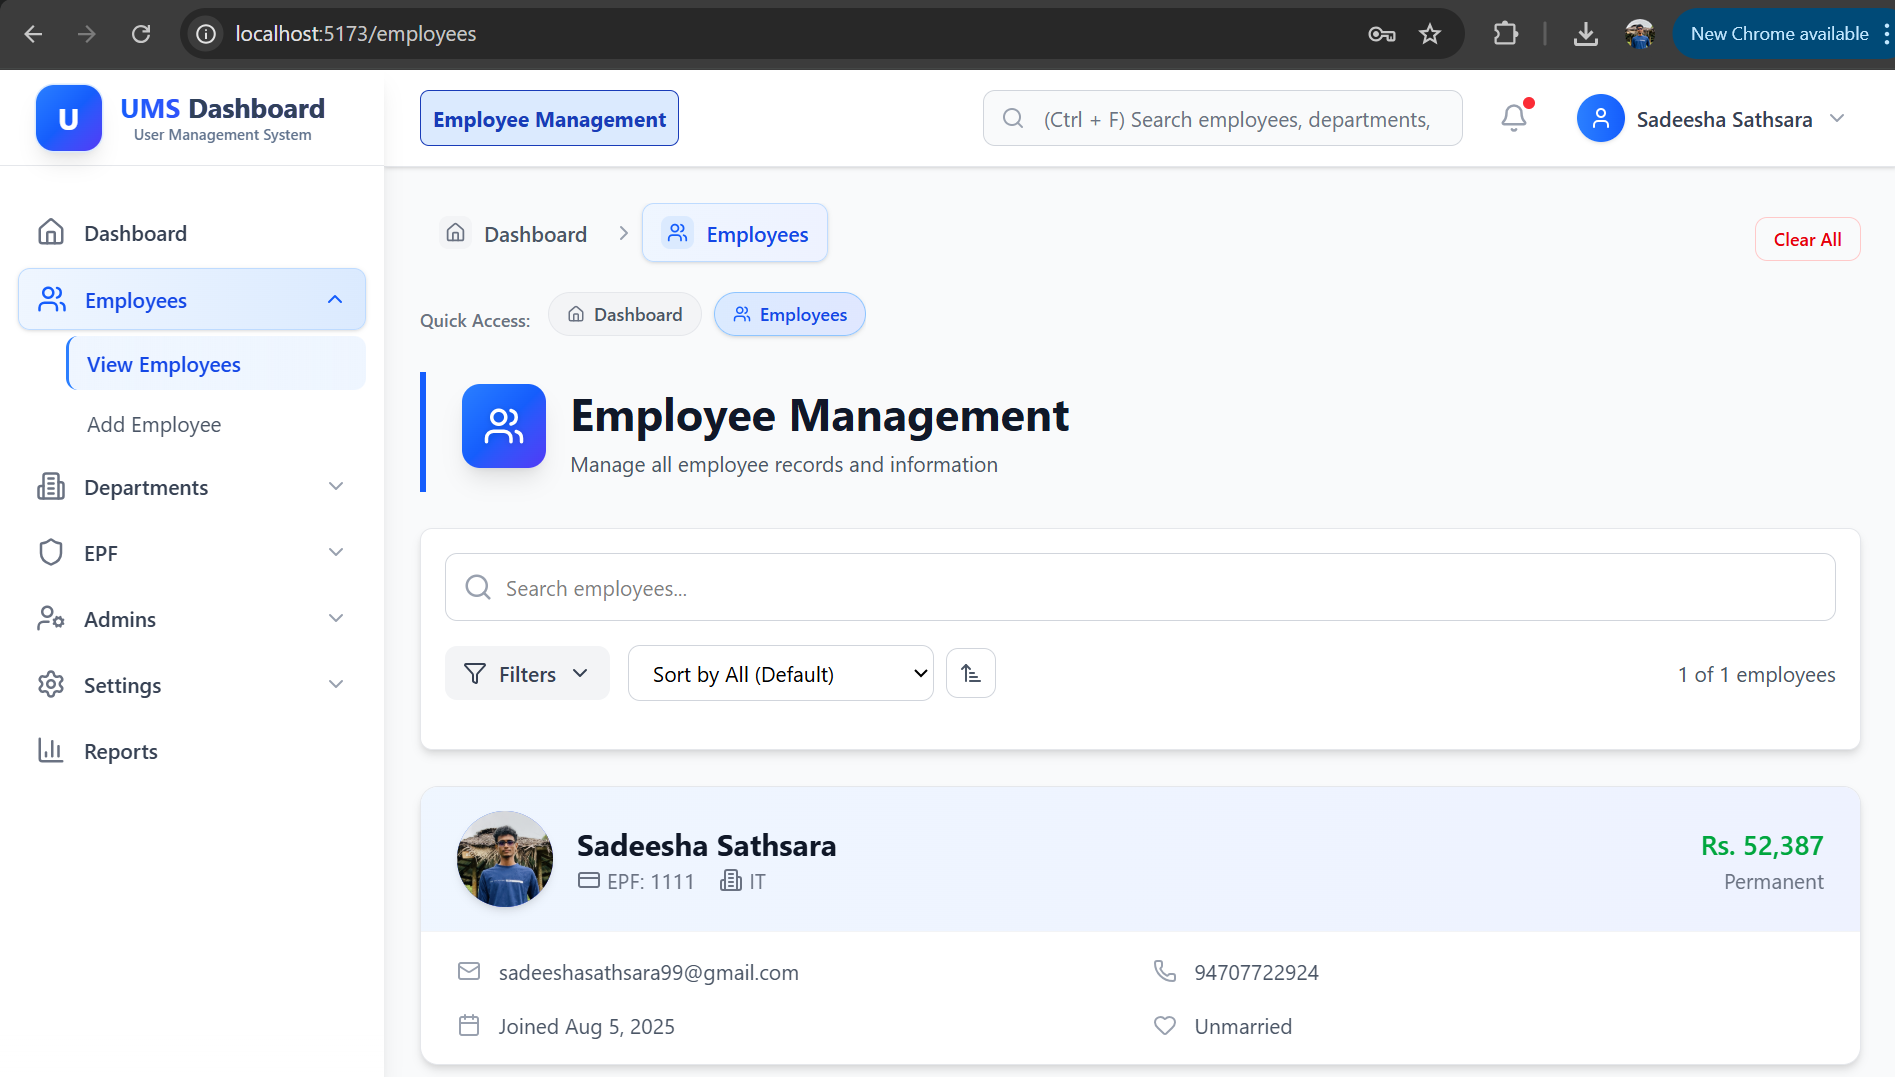 localhost:5173/employees
New Chrome available
U
UMS Dashboard
User Management System
Employee Management
(Ctrl + F) Search employees, departments,
Sadeesha Sathsara
Dashboard
Employees
View Employees
Add Employee
Departments
EPF
Admins
Settings
Reports
Dashboard
Employees
Clear All
Quick Access:
Dashboard
Employees
Employee Management
Manage all employee records and information
Search employees...
Filters
Sort by All (Default)
1 of 1 employees
Sadeesha Sathsara
EPF: 1111
IT
Rs. 52,387
Permanent
sadeeshasathsara99@gmail.com
94707722924
Joined Aug 5, 2025
Unmarried